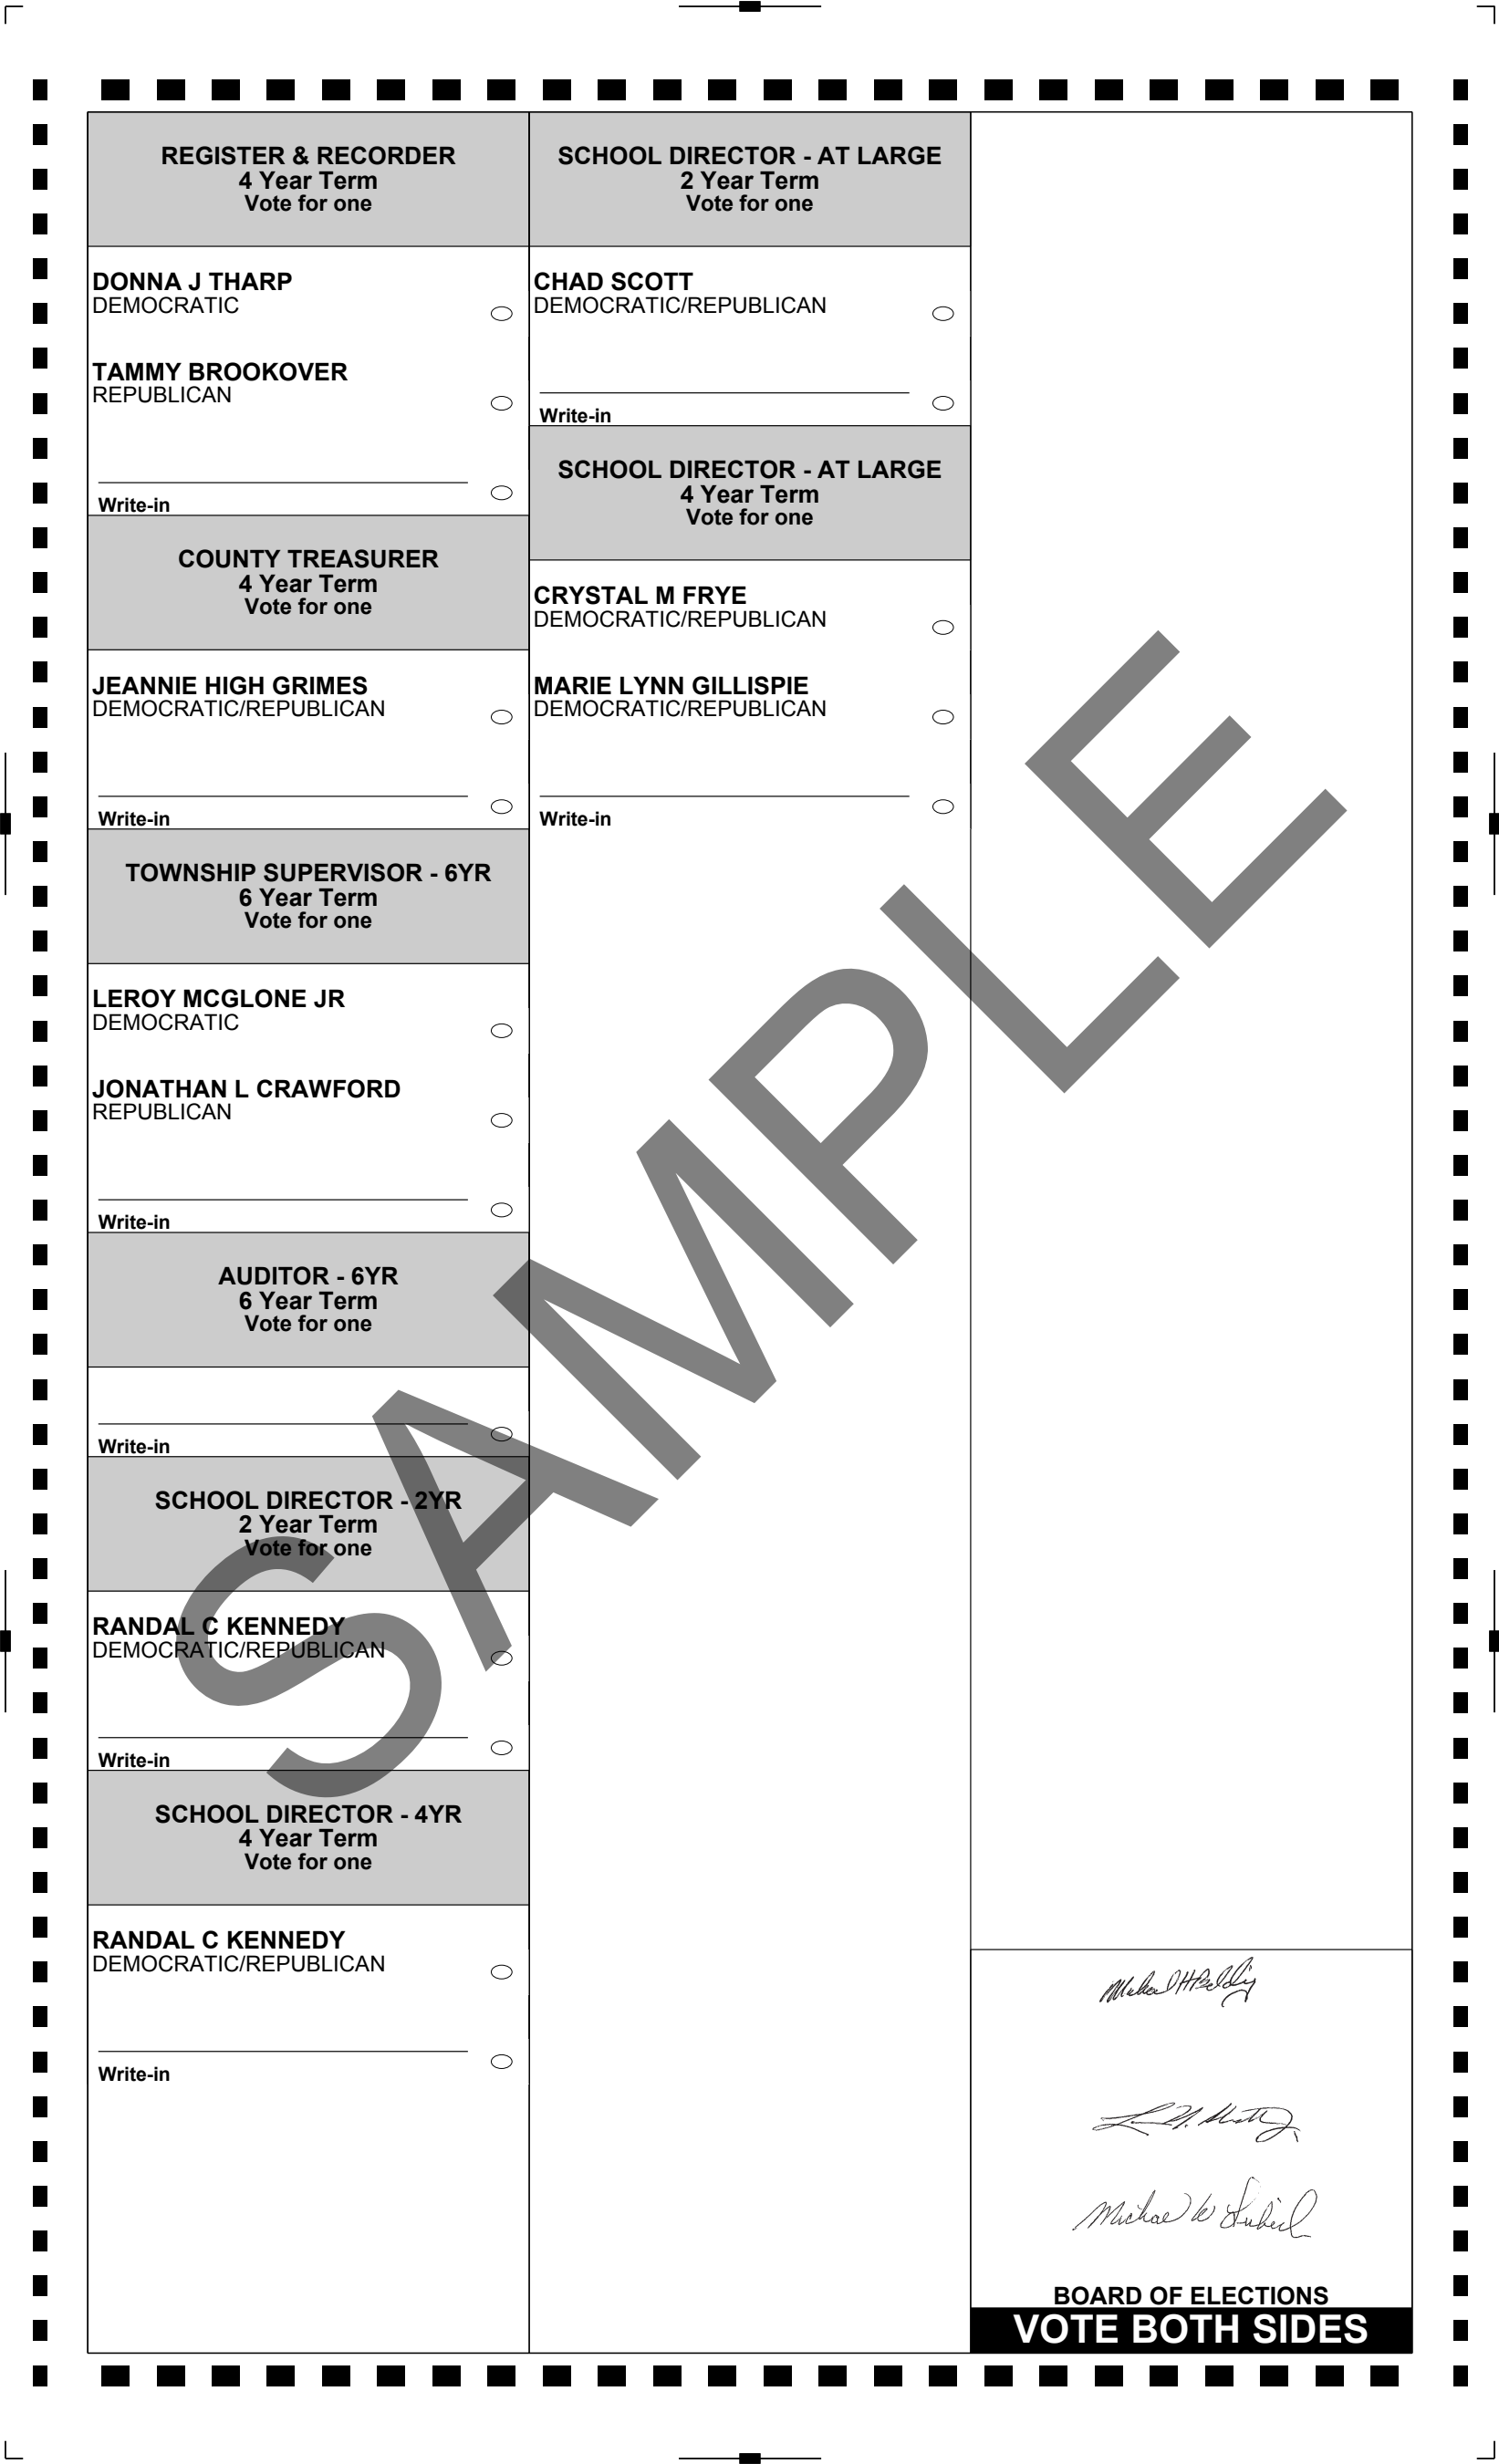 REGISTER & RECORDER
4 Year Term
Vote for one
DONNA J THARP
DEMOCRATIC
TAMMY BROOKOVER
REPUBLICAN
Write-in
COUNTY TREASURER
4 Year Term
Vote for one
JEANNIE HIGH GRIMES
DEMOCRATIC/REPUBLICAN
Write-in
TOWNSHIP SUPERVISOR - 6YR
6 Year Term
Vote for one
LEROY MCGLONE JR
DEMOCRATIC
JONATHAN L CRAWFORD
REPUBLICAN
Write-in
AUDITOR - 6YR
6 Year Term
Vote for one
Write-in
SCHOOL DIRECTOR - 2YR
2 Year Term
Vote for one
RANDAL C KENNEDY
DEMOCRATIC/REPUBLICAN
Write-in
SCHOOL DIRECTOR - 4YR
4 Year Term
Vote for one
RANDAL C KENNEDY
DEMOCRATIC/REPUBLICAN
Write-in
SCHOOL DIRECTOR - AT LARGE
2 Year Term
Vote for one
CHAD SCOTT
DEMOCRATIC/REPUBLICAN
Write-in
SCHOOL DIRECTOR - AT LARGE
4 Year Term
Vote for one
CRYSTAL M FRYE
DEMOCRATIC/REPUBLICAN
MARIE LYNN GILLISPIE
DEMOCRATIC/REPUBLICAN
Write-in
SAMPLE
Michael W
BOARD OF ELECTIONS
VOTE BOTH SIDES